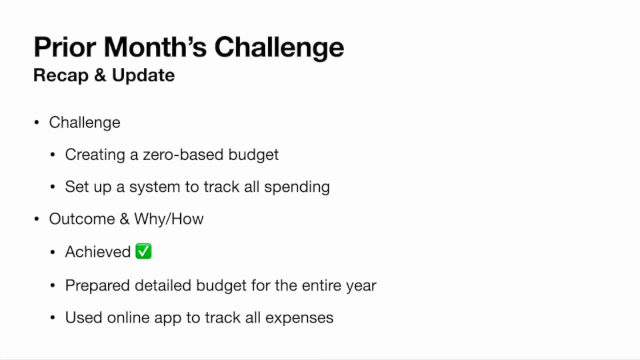 Prior Month's Challenge
Recap & Update
• Challenge
• Creating a zero-based budget
• Set up a system to track all spending
• Outcome & Why/How
• Achieved ✅
• Prepared detailed budget for the entire year
• Used online app to track all expenses